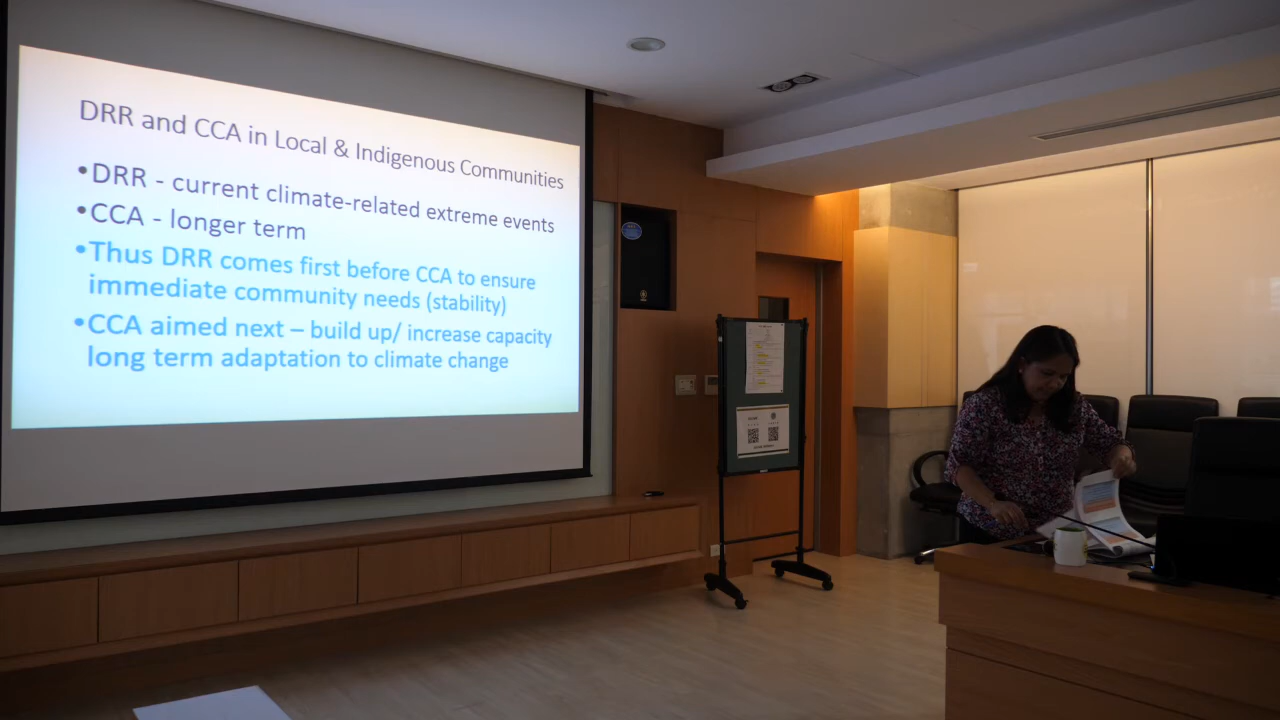 DRR and CCA in Local & Indigenous Communities
•DRR - current climate-related extreme events
•CCA - longer term
•Thus DRR comes first before CCA to ensure
immediate community needs (stability)
•CCA aimed next – build up/ increase capacity
long term adaptation to climate change